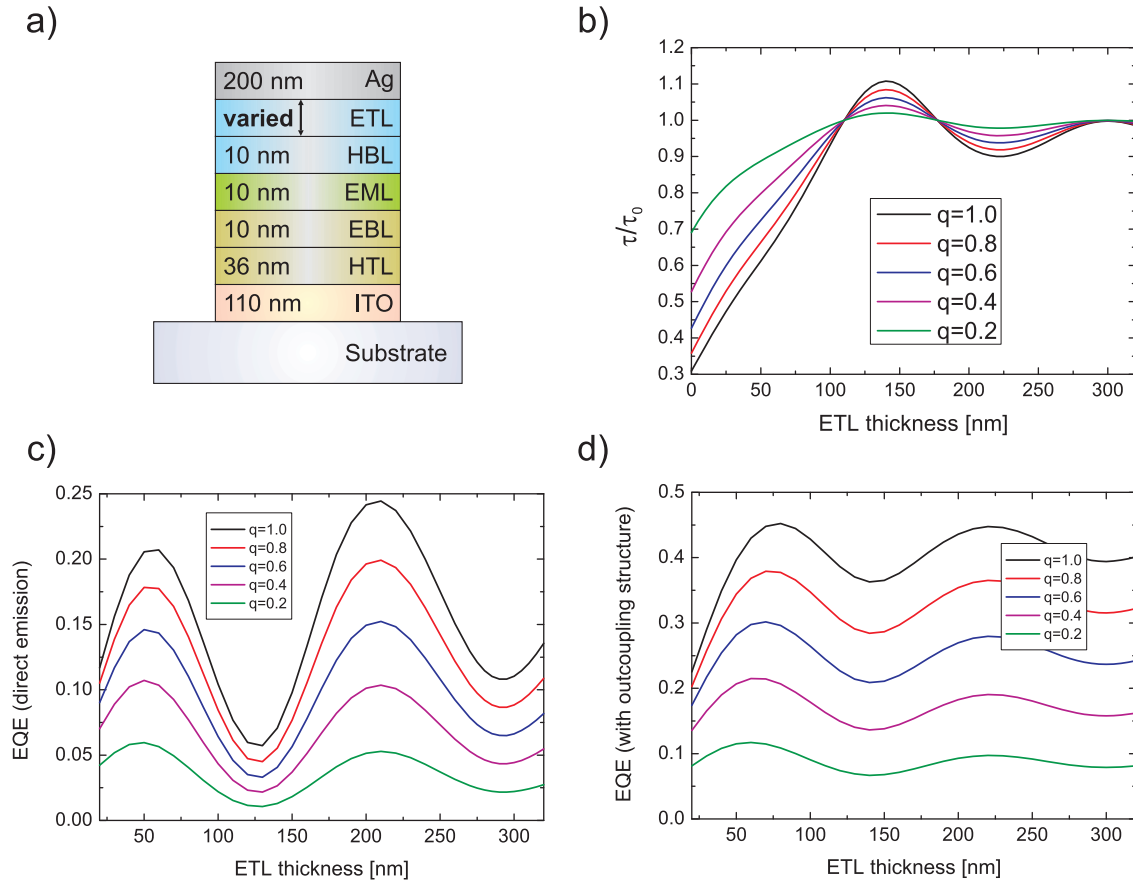 a)
200 nm Ag
varied ETL
10 nm HBL
10 nm EML
10 nm EBL
36 nm HTL
110 nm ITO
Substrate
b)
1.2
1.1
1.0
0.9
0.8
0.7
0.6
0.5
0.4
0.3
τ/τ0
0 50 100 150 200 250 300
ETL thickness [nm]
q=1.0
q=0.8
q=0.6
q=0.4
q=0.2
c)
0.25
0.20
0.15
0.10
0.05
0.00
EQE (direct emission)
50 100 150 200 250 300
ETL thickness [nm]
q=1.0
q=0.8
q=0.6
q=0.4
q=0.2
d)
0.5
0.4
0.3
0.2
0.1
0.0
EQE (with outcoupling structure)
50 100 150 200 250 300
ETL thickness [nm]
q=1.0
q=0.8
q=0.6
q=0.4
q=0.2